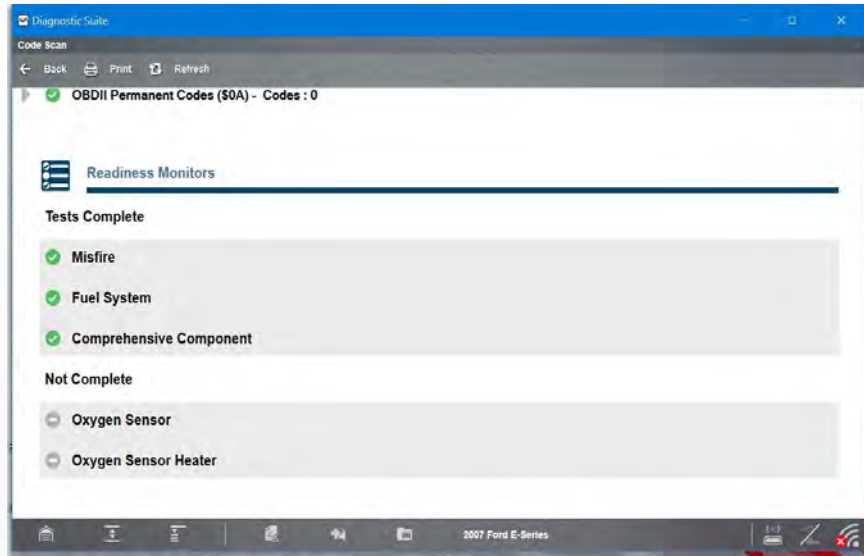 Diagnostic Suite
Code Scan
Back Print Refresh
OBDII Permanent Codes ($0A) - Codes : 0
Readiness Monitors
Tests Complete
Misfire
Fuel System
Comprehensive Component
Not Complete
Oxygen Sensor
Oxygen Sensor Heater
2007 Ford E-Series